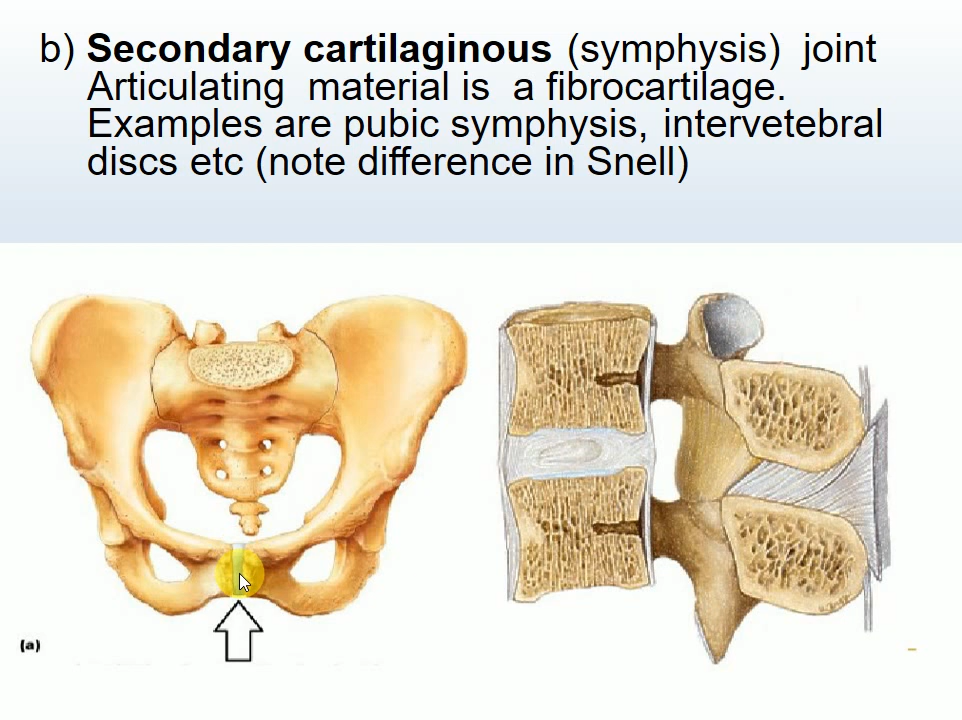 b) Secondary cartilaginous (symphysis) joint
Articulating material is a fibrocartilage.
Examples are pubic symphysis, intervetebral
discs etc (note difference in Snell)
(a)